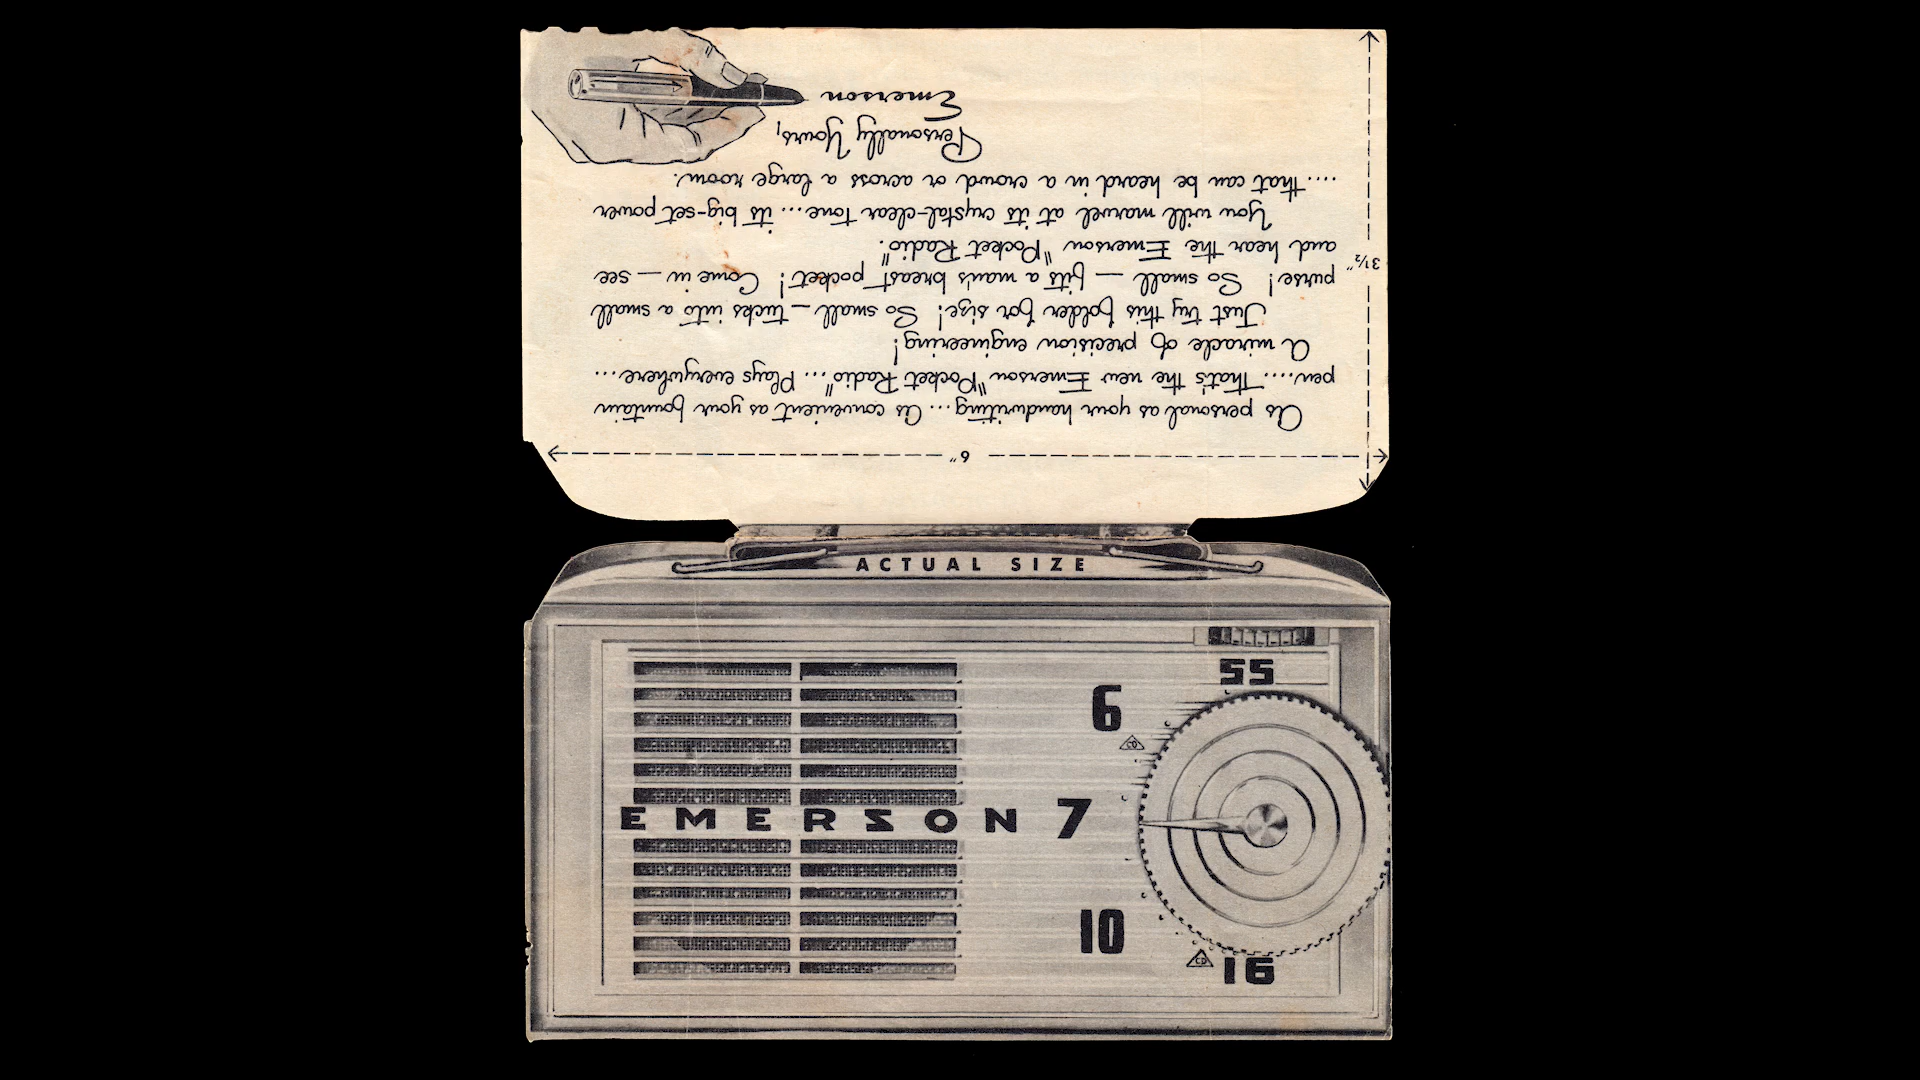 6"
As personal as your handwriting... As convenient as your fountain
pen.... That's the new Emerson "Pocket Radio"... Plays everywhere...
A miracle of precision engineering!
Just try this folder for size! So small — tucks into a small
purse! So small — fits a man's breast pocket! Come in — see
and hear the Emerson "Pocket Radio".
You will marvel at its crystal-clear tone... its big-set power
....that can be heard in a crowd or across a large room.
Personally Yours,
Emerson
3 1/2"
ACTUAL SIZE
55
6
CD
EMERSON 7
10
CD
16